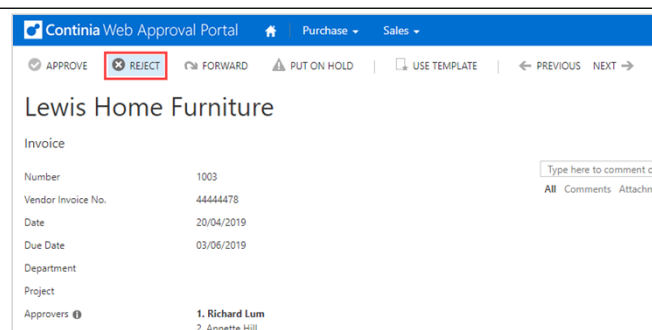 Continia Web Approval Portal Purchase Sales
APPROVE REJECT FORWARD PUT ON HOLD USE TEMPLATE PREVIOUS NEXT
Lewis Home Furniture
Invoice
Number 1003
Type here to comment
Vendor Invoice No. 44444478
All Comments
Date 20/04/2019
Due Date 03/06/2019
Department
Project
Approvers 1. Richard Lum
2. Annette Hill